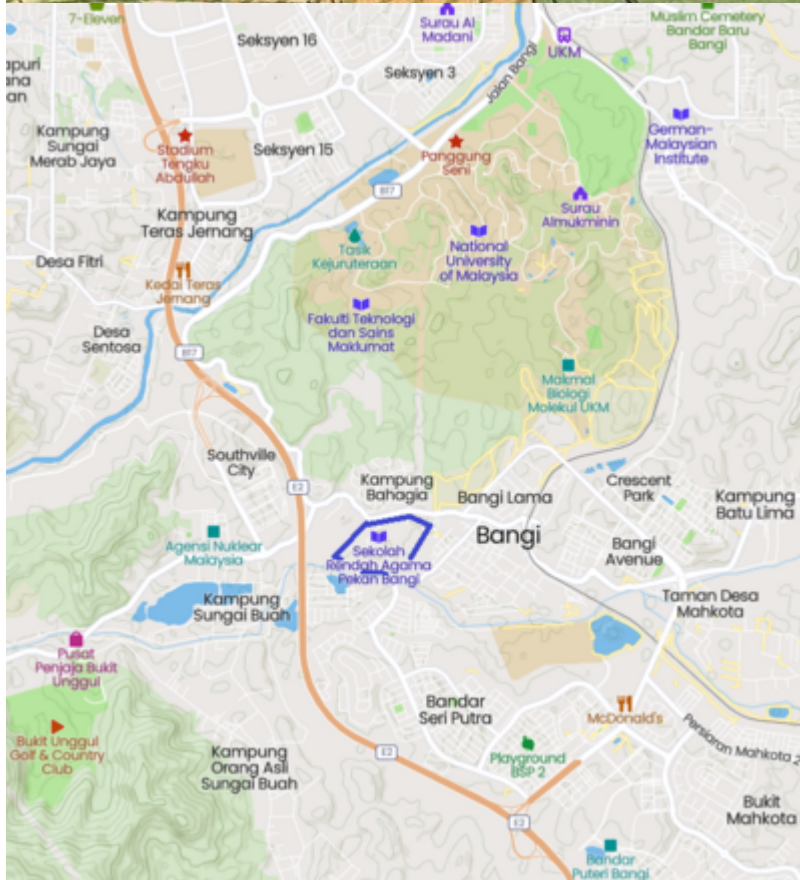 7-Eleven
Surau Al
Madani
Muslim Cemetery
Bandar Baru
Bangi
Seksyen 16
UKM
apuri
ana
an
Seksyen 3
Jalan Bangi
Kampung
Sungai
Merab Jaya
Stadium
Tengku
Abdullah
Seksyen 15
Panggung
Seni
German-
Malaysian
Institute
B17
Surau
Almukminin
Kampung
Teras Jernang
Tasik
Kejuruteraan
National
University
of Malaysia
Desa Fitri
Kedai Teras
Jernang
Fakulti Teknologi
dan Sains
Maklumat
Desa
Sentosa
B17
Makmal
Biologi
Molekul UKM
Southville
City
E2
Kampung
Bahagia
Bangi Lama
Crescent
Park
Kampung
Batu Lima
Agensi Nuklear
Malaysia
Sekolah
Rendah Agama
Pekan Bangi
Bangi
Bangi
Avenue
Kampung
Sungai Buah
Taman Desa
Mahkota
Pusat
Penjaja Bukit
Unggul
Bandar
Seri Putra
McDonald's
Bukit Unggul
Golf & Country
Club
Kampung
Orang Asli
Sungai Buah
E2
Playground
BSP 2
Persiaran Mahkota 2
E2
Bukit
Mahkota
Bandar
Puteri Bangi